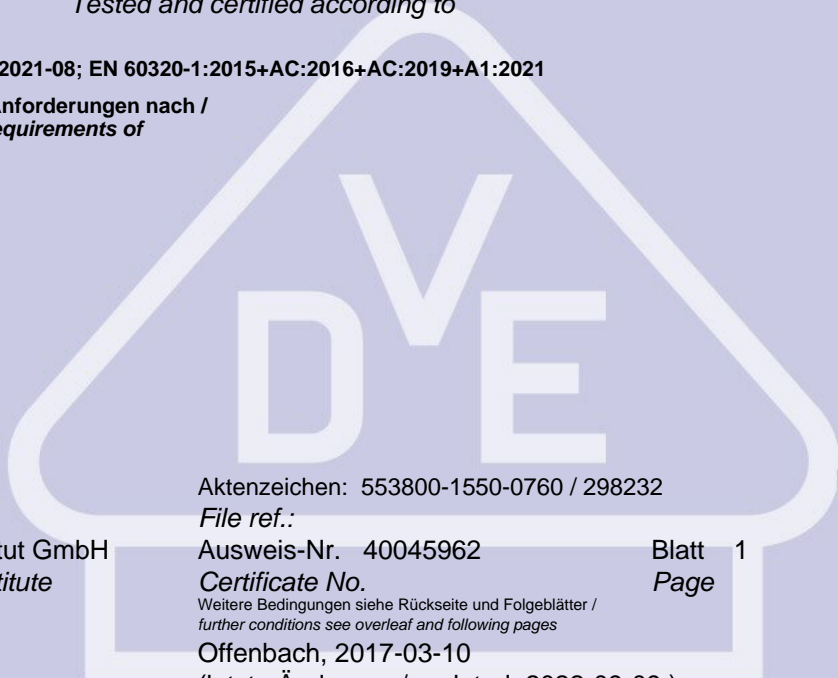 Tested and certified according to
2021-08; EN 60320-1:2015+AC:2016+AC:2019+A1:2021
Anforderungen nach /
equirements of
VDE
Aktenzeichen: 553800-1550-0760 / 298232
File ref.:
tut GmbH Ausweis-Nr. 40045962 Blatt 1
titute Certificate No. Page
Weitere Bedingungen siehe Rückseite und Folgeblätter /
further conditions see overleaf and following pages
Offenbach, 2017-03-10